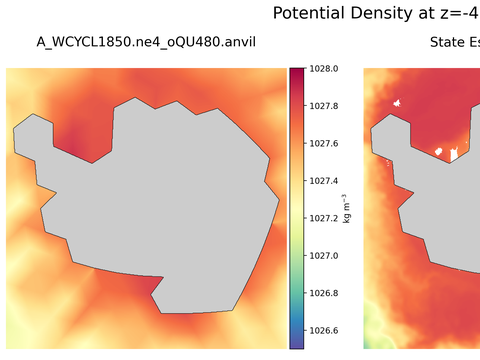 Potential Density at z=-4
A_WCYCL1850.ne4_oQU480.anvil
State Es
1028.0
1027.8
1027.6
1027.4
1027.2
1027.0
1026.8
1026.6
kg m⁻³